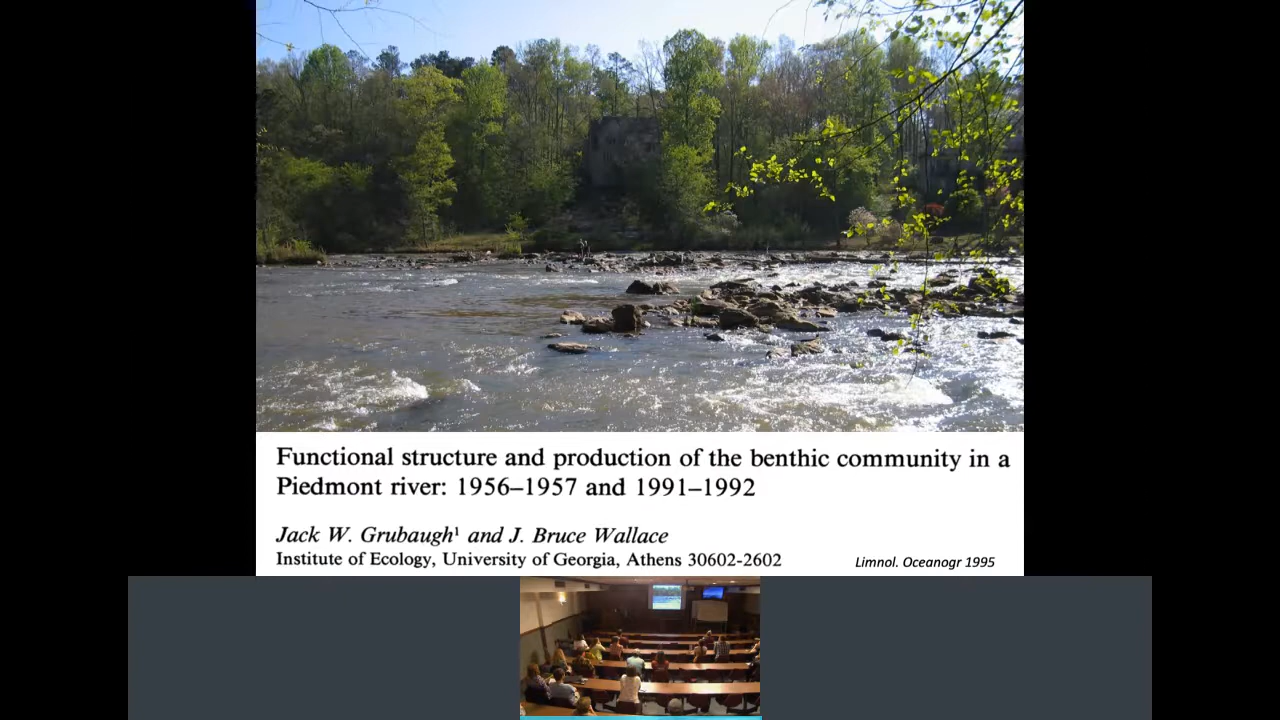 Functional structure and production of the benthic community in a
Piedmont river: 1956–1957 and 1991–1992
Jack W. Grubaugh¹ and J. Bruce Wallace
Institute of Ecology, University of Georgia, Athens 30602-2602
Limnol. Oceanogr 1995